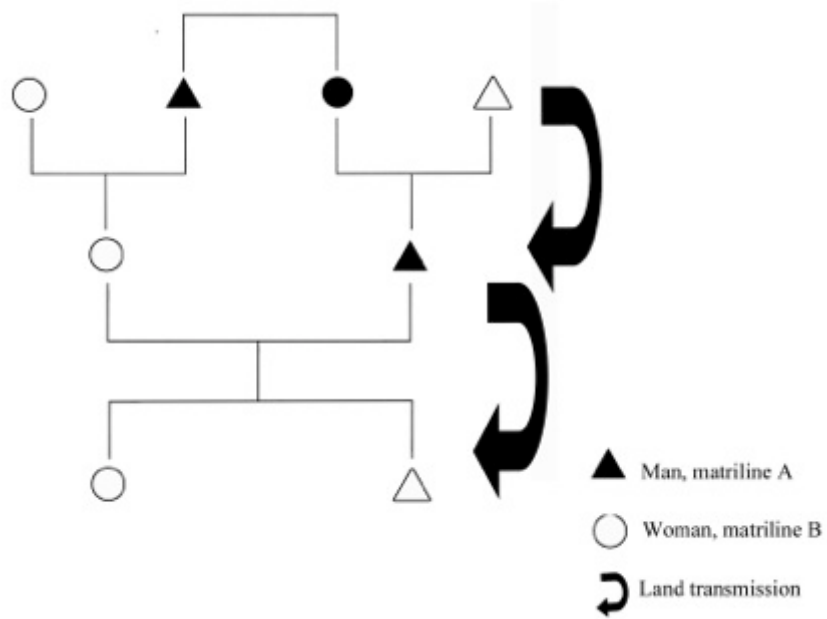 Man, matriline A
Woman, matriline B
Land transmission